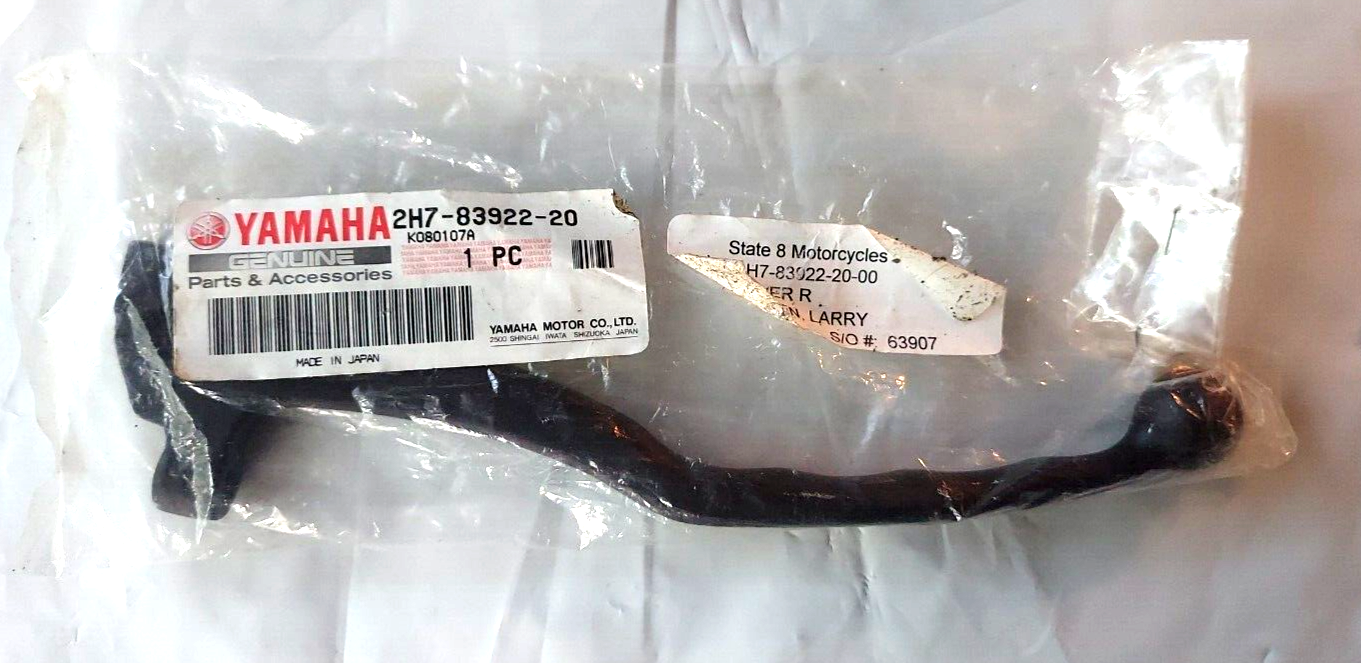 YAMAHA 2H7-83922-20
K080107A
GENUINE
1 PC
Parts & Accessories
YAMAHA MOTOR CO., LTD.
2500 SHINGAI IWATA SHIZUOKA JAPAN
MADE IN JAPAN
State 8 Motorcycles
H7-83922-20-00
ER R
LARRY
S/O #: 63907